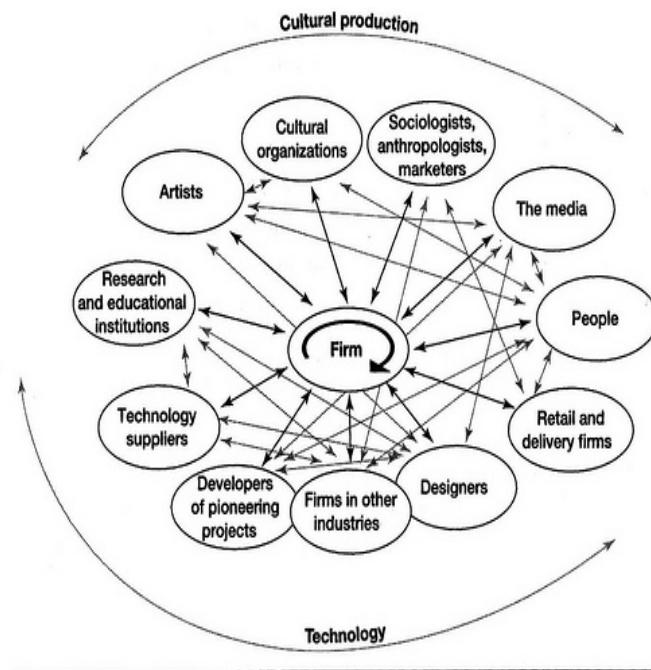 Cultural production
Cultural
organizations
Sociologists,
anthropologists,
marketers
Artists
The media
Research
and educational
institutions
People
Firm
Technology
suppliers
Retail and
delivery firms
Developers
of pioneering
projects
Firms in other
industries
Designers
Technology